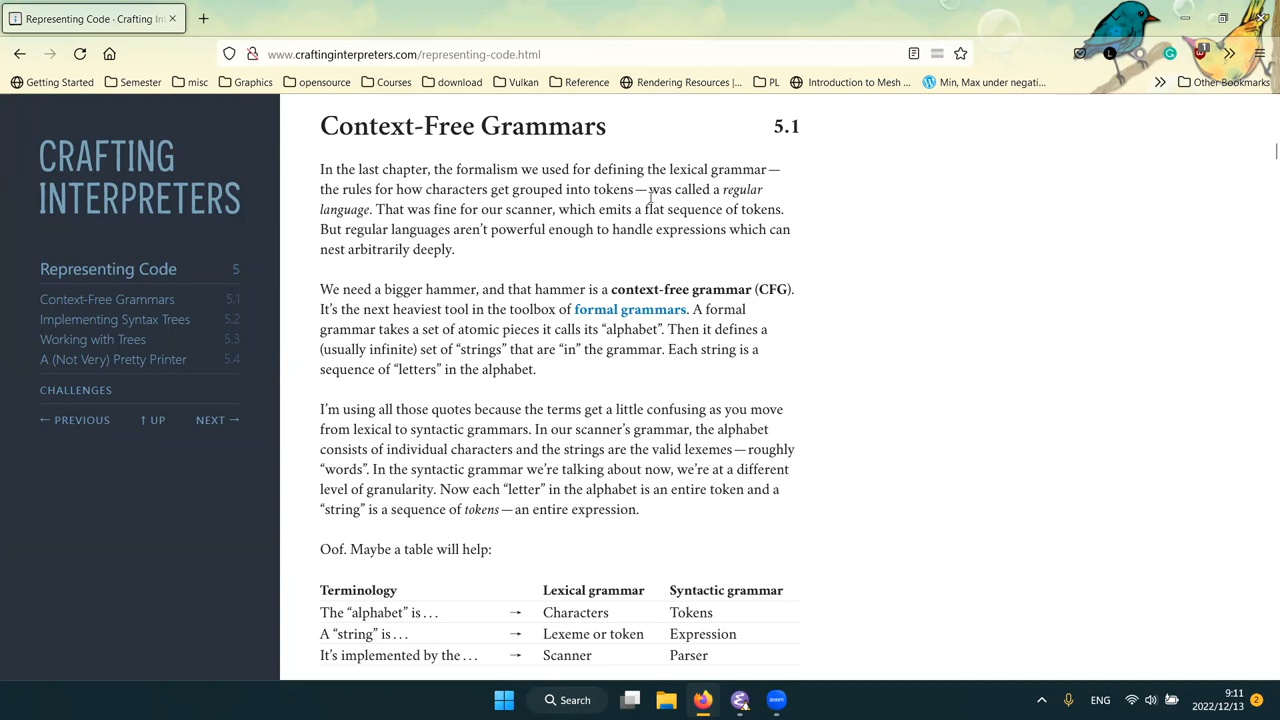 Representing Code · Crafting In
www.craftinginterpreters.com/representing-code.html
Getting Started Semester misc Graphics opensource Courses download Vulkan Reference Rendering Resources |... PL Introduction to Mesh ... Min, Max under negati... Other Bookmarks
CRAFTING
INTERPRETERS
Representing Code 5
Context-Free Grammars 5.1
Implementing Syntax Trees 5.2
Working with Trees 5.3
A (Not Very) Pretty Printer 5.4
CHALLENGES
← PREVIOUS ↑ UP NEXT →
Context-Free Grammars 5.1
In the last chapter, the formalism we used for defining the lexical grammar—
the rules for how characters get grouped into tokens—was called a regular
language. That was fine for our scanner, which emits a flat sequence of tokens.
But regular languages aren’t powerful enough to handle expressions which can
nest arbitrarily deeply.
We need a bigger hammer, and that hammer is a context-free grammar (CFG).
It’s the next heaviest tool in the toolbox of formal grammars. A formal
grammar takes a set of atomic pieces it calls its “alphabet”. Then it defines a
(usually infinite) set of “strings” that are “in” the grammar. Each string is a
sequence of “letters” in the alphabet.
I’m using all those quotes because the terms get a little confusing as you move
from lexical to syntactic grammars. In our scanner’s grammar, the alphabet
consists of individual characters and the strings are the valid lexemes—roughly
“words”. In the syntactic grammar we’re talking about now, we’re at a different
level of granularity. Now each “letter” in the alphabet is an entire token and a
“string” is a sequence of tokens—an entire expression.
Oof. Maybe a table will help:
Terminology Lexical grammar Syntactic grammar
The “alphabet” is . . . → Characters Tokens
A “string” is . . . → Lexeme or token Expression
It’s implemented by the . . . → Scanner Parser
Search
zoom
ENG
9:11
2022/12/13
2